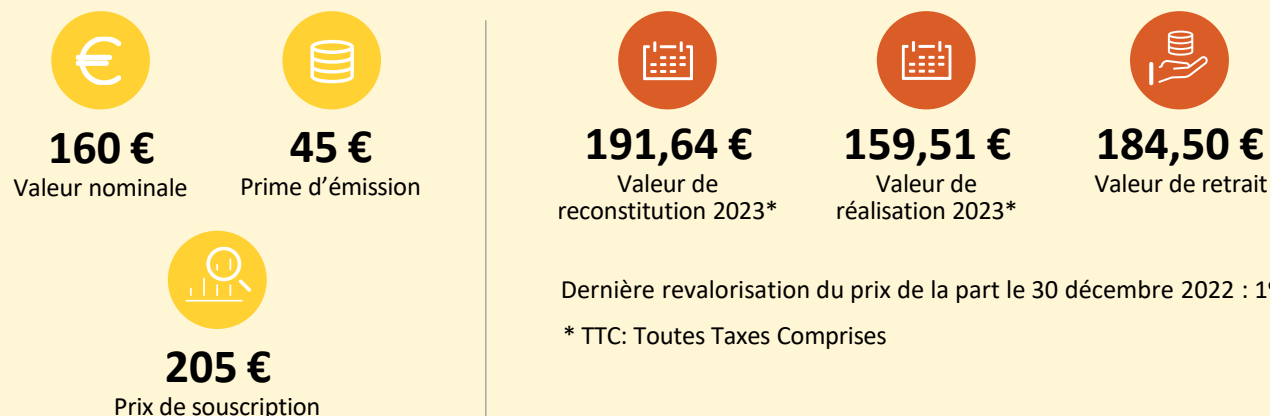 160 €
Valeur nominale
45 €
Prime d’émission
205 €
Prix de souscription
191,64 €
Valeur de
reconstitution 2023*
159,51 €
Valeur de
réalisation 2023*
184,50 €
Valeur de retrait
Dernière revalorisation du prix de la part le 30 décembre 2022 :
* TTC: Toutes Taxes Comprises